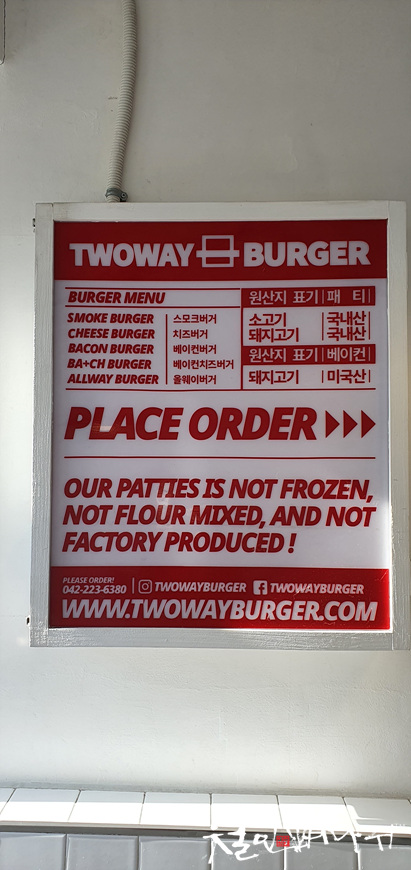 TWOWAY BURGER
BURGER MENU
SMOKE BURGER 스모크버거
CHEESE BURGER 치즈버거
BACON BURGER 베이컨버거
BA+CH BURGER 베이컨치즈버거
ALLWAY BURGER 올웨이버거
원산지 표기 패 티
소고기 국내산
돼지고기 국내산
원산지 표기 베이컨
돼지고기 미국산
PLACE ORDER
OUR PATTIES IS NOT FROZEN,
NOT FLOUR MIXED, AND NOT
FACTORY PRODUCED !
PLEASE ORDER!
042-223-6380 TWOWAYBURGER TWOWAYBURGER
WWW.TWOWAYBURGER.COM